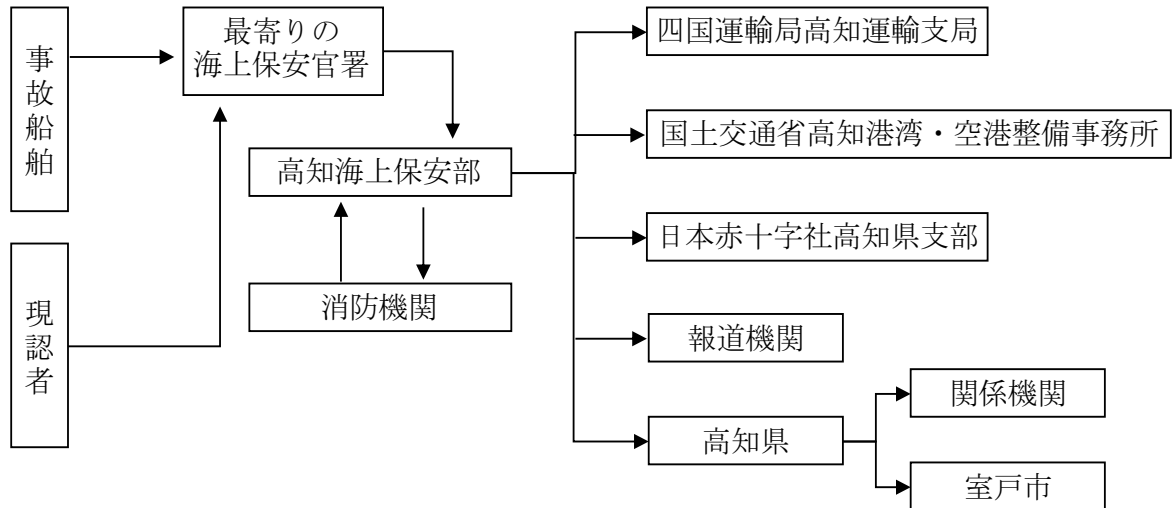 事故船舶
最寄りの
海上保安官署
四国運輸局高知運輸支局
国土交通省高知港湾・空港整備事務所
高知海上保安部
日本赤十字社高知県支部
現認者
消防機関
報道機関
関係機関
高知県
室戸市